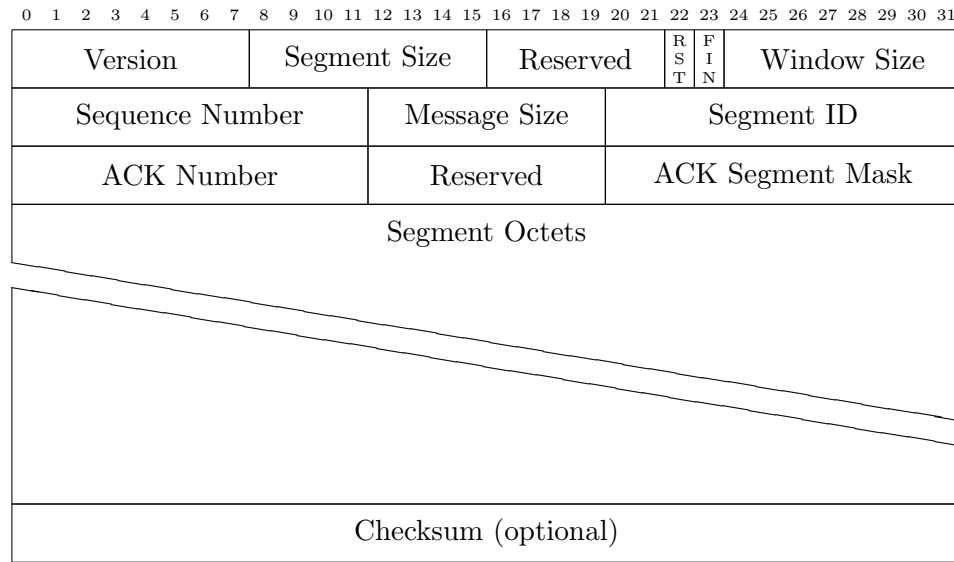 0 1 2 3 4 5 6 7 8 9 10 11 12 13 14 15 16 17 18 19 20 21 22 23 24 25 26 27 28 29 30 31
Version Segment Size Reserved RST FIN Window Size
Sequence Number Message Size Segment ID
ACK Number Reserved ACK Segment Mask
Segment Octets
Checksum (optional)